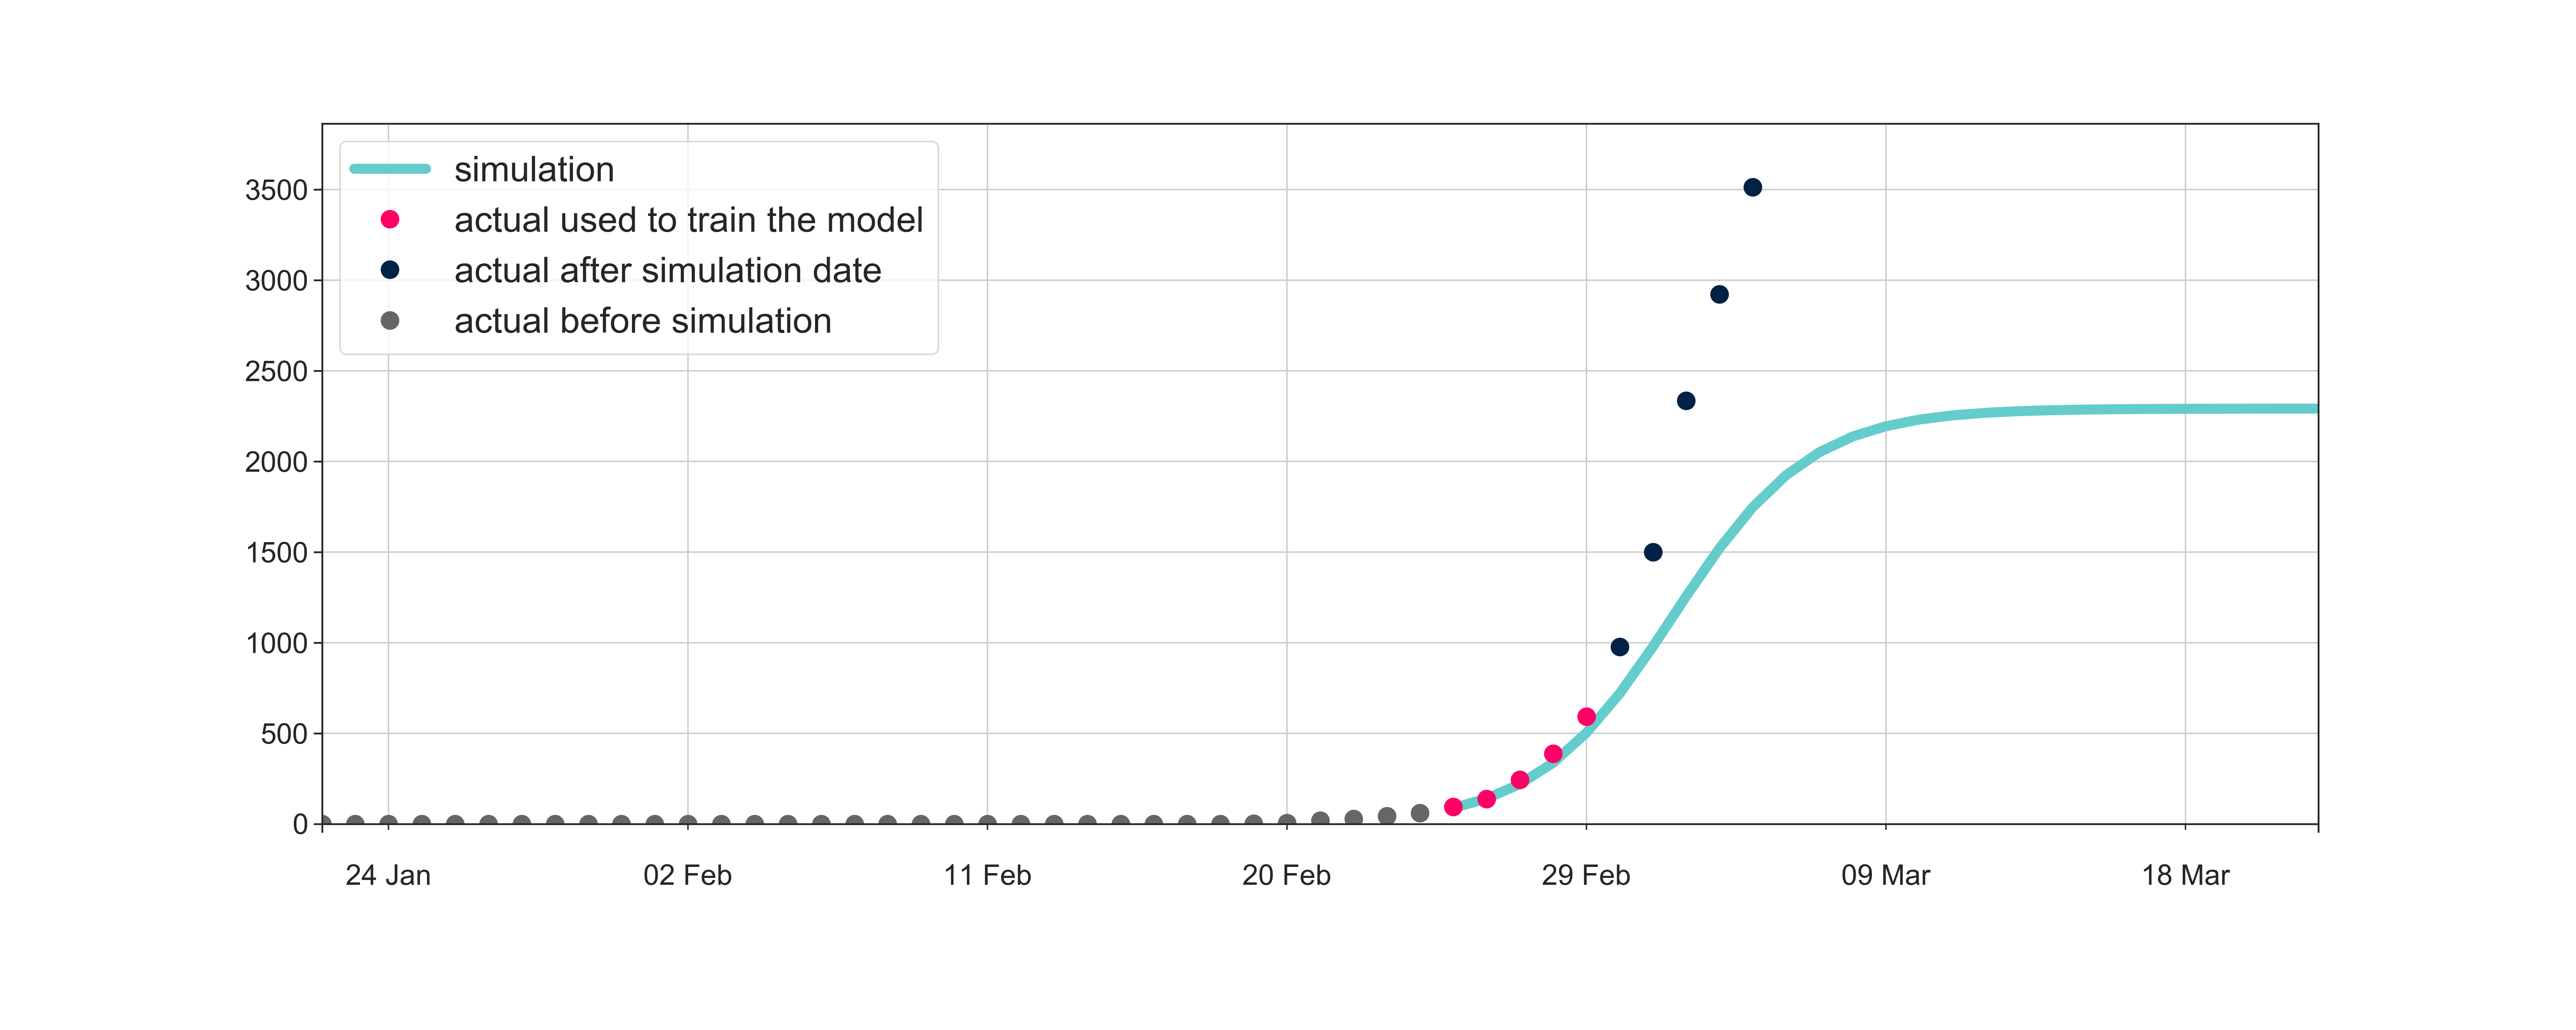 simulation
actual used to train the model
actual after simulation date
actual before simulation
3500
3000
2500
2000
1500
1000
500
0
24 Jan 02 Feb 11 Feb 20 Feb 29 Feb 09 Mar 18 Mar